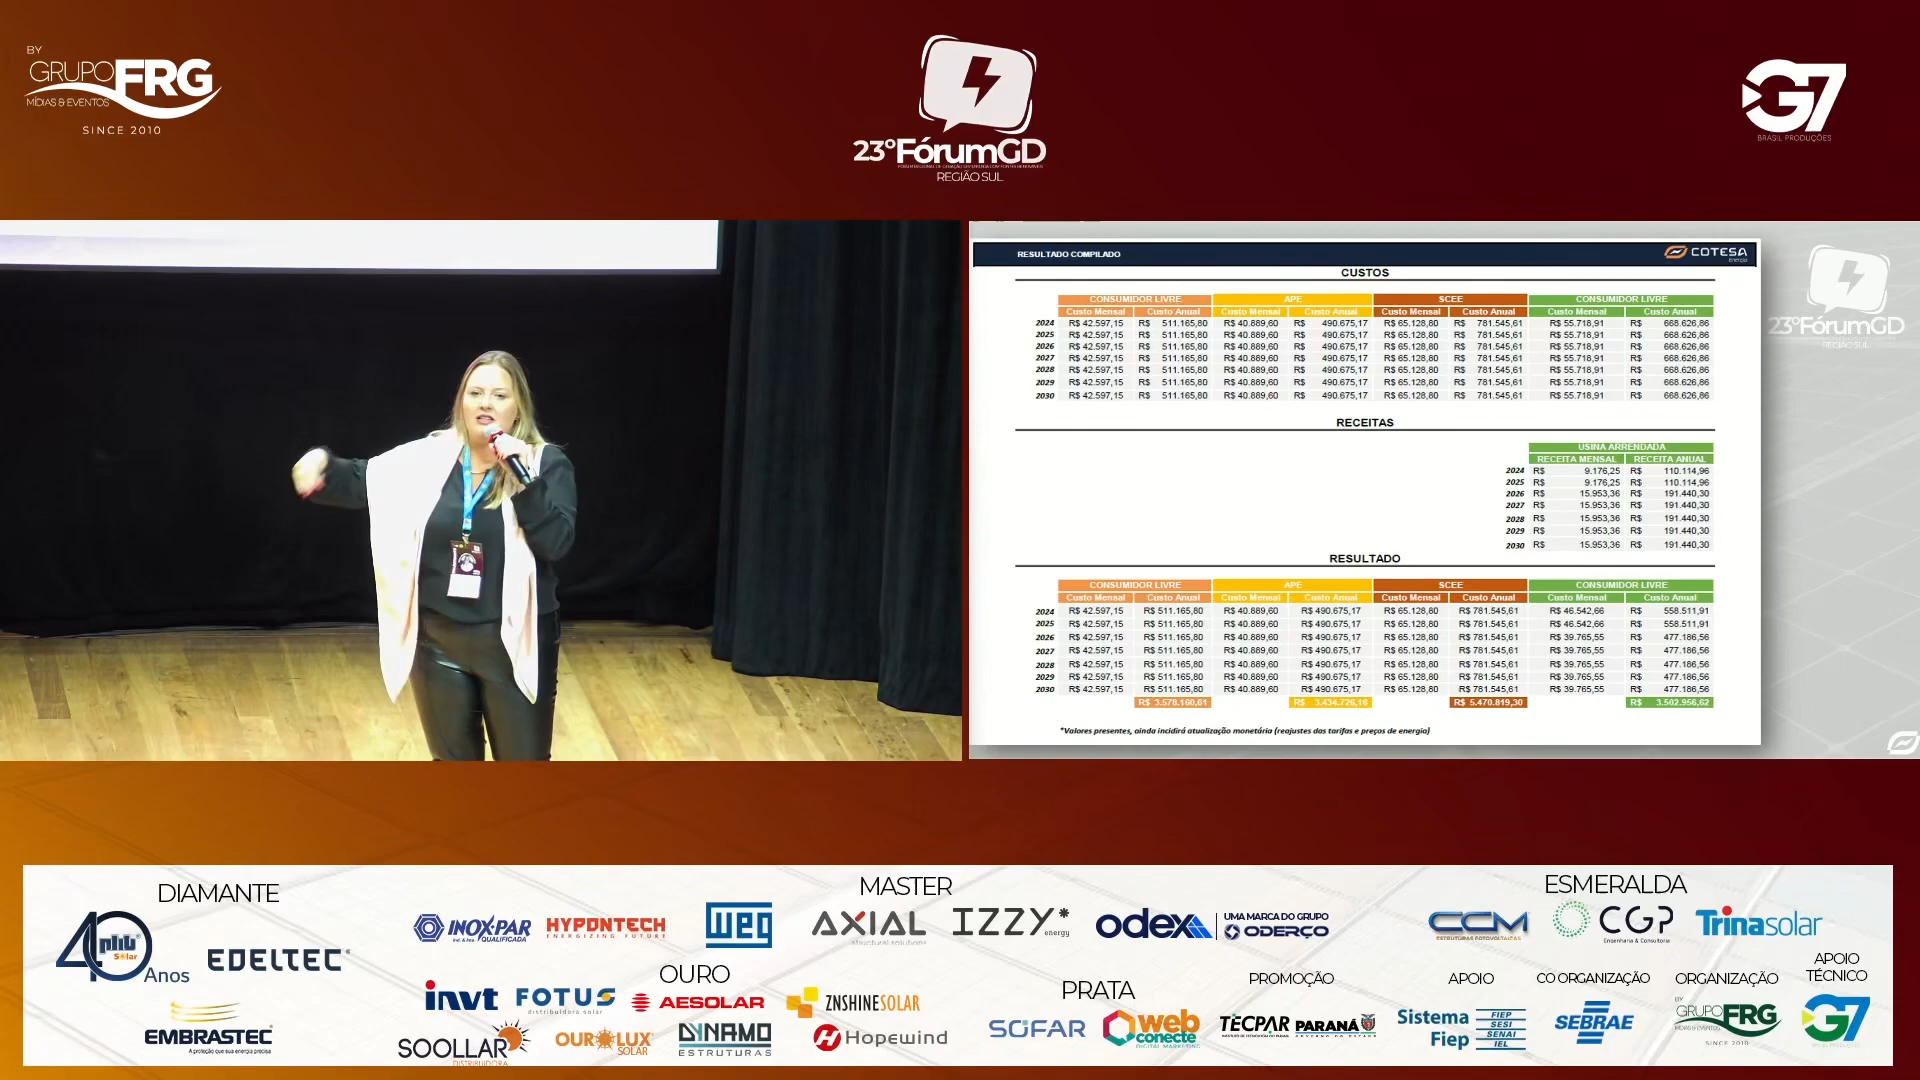 BY
GRUPO FRG
MÍDIAS & EVENTOS
SINCE 2010
23º FórumGD
REGIÃO SUL
G7
BRASIL PRODUÇÕES
RESULTADO COMPILADO
COTESA
Energia
CUSTOS
CONSUMIDOR LIVRE APE SCEE CONSUMIDOR LIVRE
Custo Mensal Custo Anual Custo Mensal Custo Anual Custo Mensal Custo Anual Custo Mensal Custo Anual
2024 R$ 42.597,15 R$ 511.165,80 R$ 40.889,60 R$ 490.675,17 R$ 65.128,80 R$ 781.545,61 R$ 55.718,91 R$ 668.626,86
2025 R$ 42.597,15 R$ 511.165,80 R$ 40.889,60 R$ 490.675,17 R$ 65.128,80 R$ 781.545,61 R$ 55.718,91 R$ 668.626,86
2026 R$ 42.597,15 R$ 511.165,80 R$ 40.889,60 R$ 490.675,17 R$ 65.128,80 R$ 781.545,61 R$ 55.718,91 R$ 668.626,86
2027 R$ 42.597,15 R$ 511.165,80 R$ 40.889,60 R$ 490.675,17 R$ 65.128,80 R$ 781.545,61 R$ 55.718,91 R$ 668.626,86
2028 R$ 42.597,15 R$ 511.165,80 R$ 40.889,60 R$ 490.675,17 R$ 65.128,80 R$ 781.545,61 R$ 55.718,91 R$ 668.626,86
2029 R$ 42.597,15 R$ 511.165,80 R$ 40.889,60 R$ 490.675,17 R$ 65.128,80 R$ 781.545,61 R$ 55.718,91 R$ 668.626,86
2030 R$ 42.597,15 R$ 511.165,80 R$ 40.889,60 R$ 490.675,17 R$ 65.128,80 R$ 781.545,61 R$ 55.718,91 R$ 668.626,86
RECEITAS
USINA ARRENDADA
RECEITA MENSAL RECEITA ANUAL
2024 R$ 9.176,25 R$ 110.114,96
2025 R$ 9.176,25 R$ 110.114,96
2026 R$ 15.953,36 R$ 191.440,30
2027 R$ 15.953,36 R$ 191.440,30
2028 R$ 15.953,36 R$ 191.440,30
2029 R$ 15.953,36 R$ 191.440,30
2030 R$ 15.953,36 R$ 191.440,30
RESULTADO
CONSUMIDOR LIVRE APE SCEE CONSUMIDOR LIVRE
Custo Mensal Custo Anual Custo Mensal Custo Anual Custo Mensal Custo Anual Custo Mensal Custo Anual
2024 R$ 42.597,15 R$ 511.165,80 R$ 40.889,60 R$ 490.675,17 R$ 65.128,80 R$ 781.545,61 R$ 46.542,66 R$ 558.511,91
2025 R$ 42.597,15 R$ 511.165,80 R$ 40.889,60 R$ 490.675,17 R$ 65.128,80 R$ 781.545,61 R$ 46.542,66 R$ 558.511,91
2026 R$ 42.597,15 R$ 511.165,80 R$ 40.889,60 R$ 490.675,17 R$ 65.128,80 R$ 781.545,61 R$ 39.765,55 R$ 477.186,56
2027 R$ 42.597,15 R$ 511.165,80 R$ 40.889,60 R$ 490.675,17 R$ 65.128,80 R$ 781.545,61 R$ 39.765,55 R$ 477.186,56
2028 R$ 42.597,15 R$ 511.165,80 R$ 40.889,60 R$ 490.675,17 R$ 65.128,80 R$ 781.545,61 R$ 39.765,55 R$ 477.186,56
2029 R$ 42.597,15 R$ 511.165,80 R$ 40.889,60 R$ 490.675,17 R$ 65.128,80 R$ 781.545,61 R$ 39.765,55 R$ 477.186,56
2030 R$ 42.597,15 R$ 511.165,80 R$ 40.889,60 R$ 490.675,17 R$ 65.128,80 R$ 781.545,61 R$ 39.765,55 R$ 477.186,56
R$ 3.578.160,61 R$ 3.434.726,16 R$ 5.470.819,30 R$ 3.502.956,62
*Valores presentes, ainda incidirá atualização monetária (reajustes das tarifas e preços de energia)
23º FórumGD
REGIÃO SUL
DIAMANTE
40 Anos
phb Solar
EDELTEC
EMBRASTEC
A proteção que sua energia precisa
MASTER
INOX-PAR
QUALIFICADA
HYPONTECH
ENERGIZING FUTURE
WEG
AXIAL
structural solutions
IZZY*
energy
odex
UMA MARCA DO GRUPO
ODERÇO
ESMERALDA
CCM
ESTRUTURAS FOTOVOLTAICAS
CGP
Engenharia & Consultoria
Trinasolar
OURO
invt
FOTUS
distribuidora solar
AESOLAR
ZNSHINESOLAR
SOOLLAR
DISTRIBUIDORA
OUROLUX
SOLAR
DYNAMO
ESTRUTURAS
Hopewind
PRATA
SOFAR
web
conecte
DIGITAL MARKETING
PROMOÇÃO
TECPAR
PARANÁ
GOVERNO DO ESTADO
APOIO
Sistema
Fiep
FIEP
SESI
SENAI
IEL
CO ORGANIZAÇÃO
SEBRAE
ORGANIZAÇÃO
BY
GRUPO FRG
MÍDIAS & EVENTOS
SINCE 2010
APOIO
TÉCNICO
G7